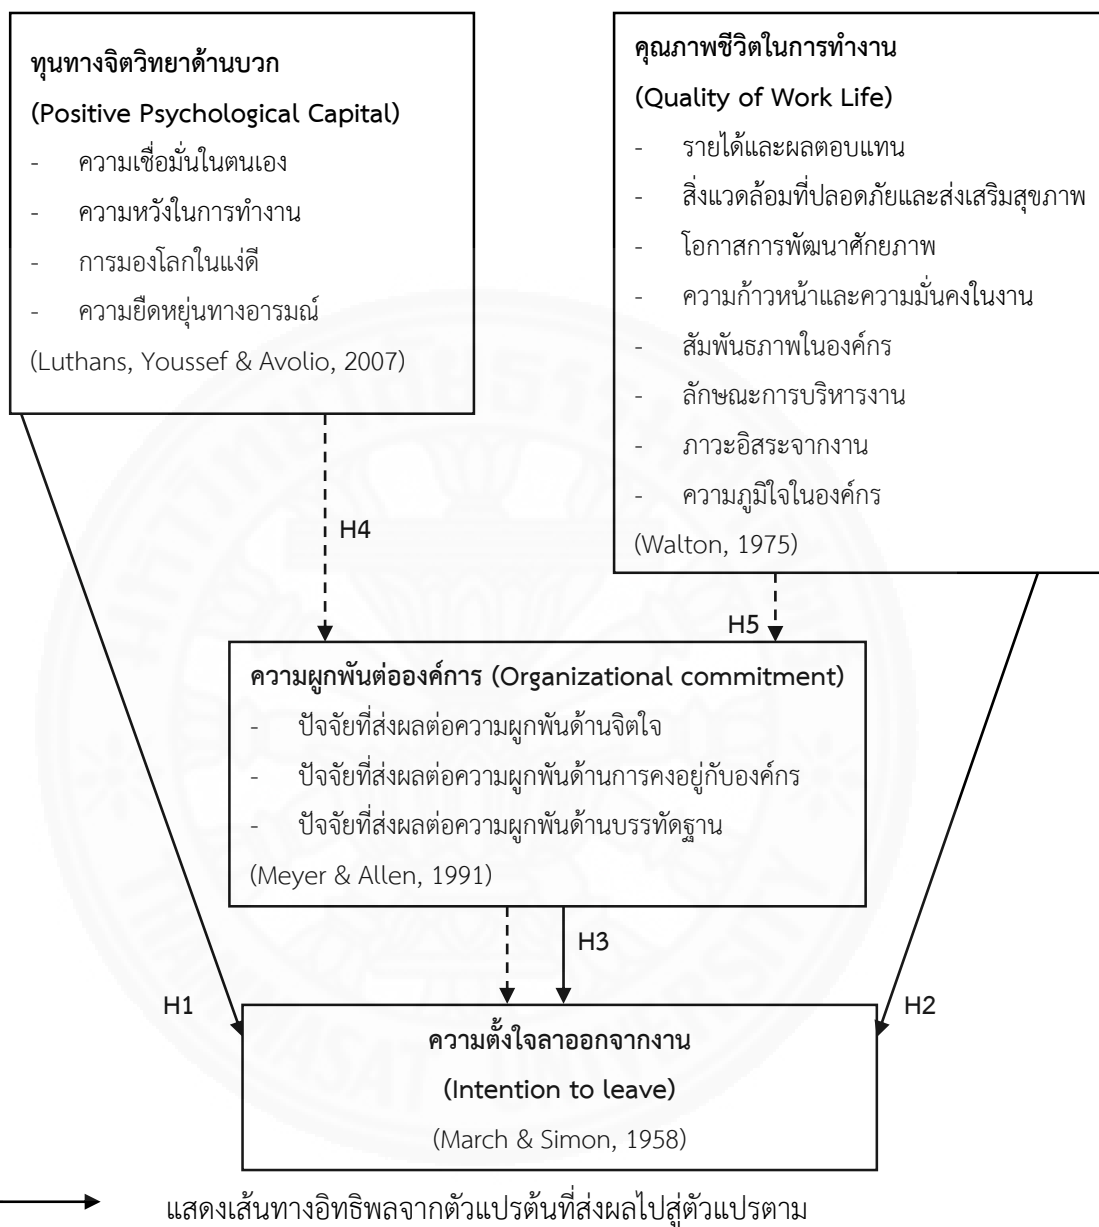 ทุนทางจิตวิทยาด้านบวก
(Positive Psychological Capital)
- ความเชื่อมั่นในตนเอง
- ความหวังในการทำงาน
- การมองโลกในแง่ดี
- ความยืดหยุ่นทางอารมณ์
(Luthans, Youssef & Avolio, 2007)
คุณภาพชีวิตในการทำงาน
(Quality of Work Life)
- รายได้และผลตอบแทน
- สิ่งแวดล้อมที่ปลอดภัยและส่งเสริมสุขภาพ
- โอกาสการพัฒนาศักยภาพ
- ความก้าวหน้าและความมั่นคงในงาน
- สัมพันธภาพในองค์กร
- ลักษณะการบริหารงาน
- ภาวะอิสระจากงาน
- ความภูมิใจในองค์กร
(Walton, 1975)
H4
H5
ความผูกพันต่อองค์การ (Organizational commitment)
- ปัจจัยที่ส่งผลต่อความผูกพันด้านจิตใจ
- ปัจจัยที่ส่งผลต่อความผูกพันด้านการคงอยู่กับองค์กร
- ปัจจัยที่ส่งผลต่อความผูกพันด้านบรรทัดฐาน
(Meyer & Allen, 1991)
H3
H1
H2
ความตั้งใจลาออกจากงาน
(Intention to leave)
(March & Simon, 1958)
แสดงเส้นทางอิทธิพลจากตัวแปรต้นที่ส่งผลไปสู่ตัวแปรตาม